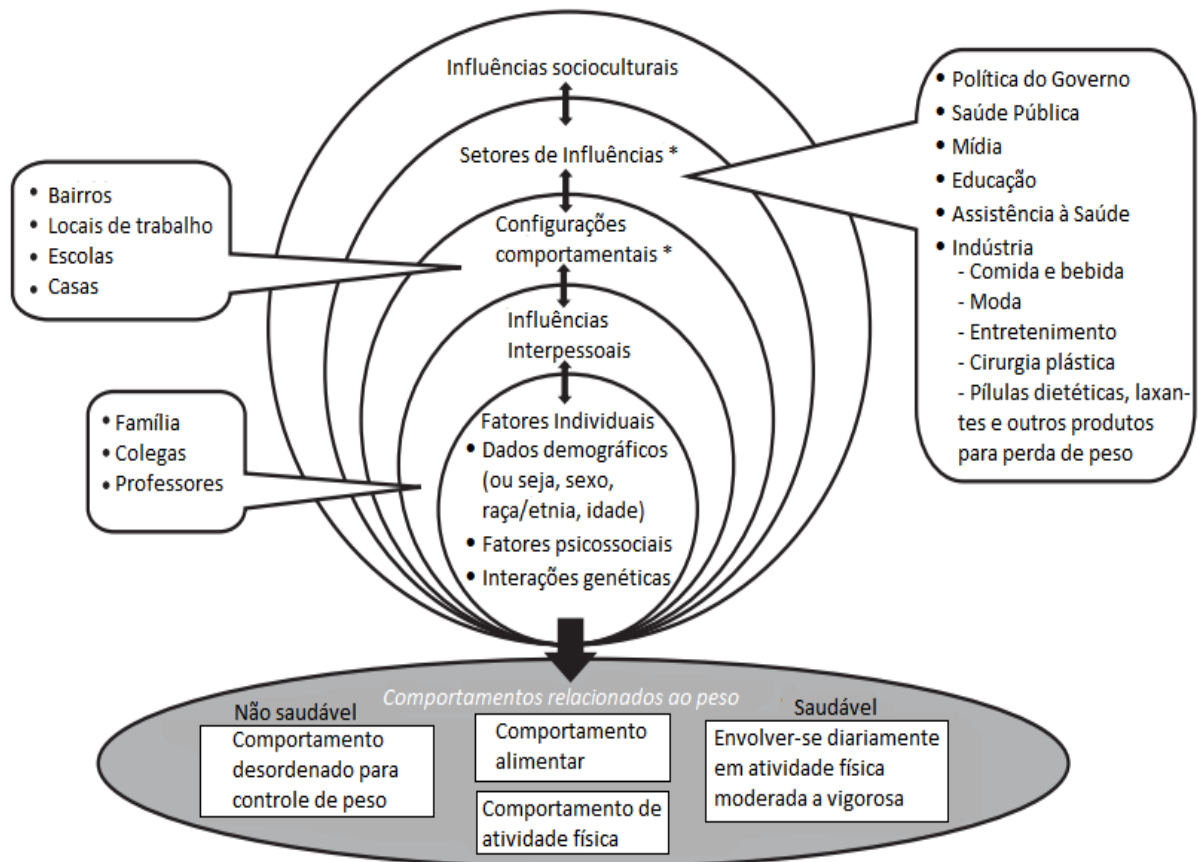 Influências socioculturais
Setores de Influências *
Configurações
comportamentais *
Influências
Interpessoais
Fatores Individuais
• Dados demográficos
(ou seja, sexo,
raça/etnia, idade)
• Fatores psicossociais
• Interações genéticas
• Bairros
• Locais de trabalho
• Escolas
• Casas
• Família
• Colegas
• Professores
• Política do Governo
• Saúde Pública
• Mídia
• Educação
• Assistência à Saúde
• Indústria
- Comida e bebida
- Moda
- Entretenimento
- Cirurgia plástica
- Pílulas dietéticas, laxan-
tes e outros produtos
para perda de peso
Comportamentos relacionados ao peso
Não saudável
Comportamento
desordenado para
controle de peso
Comportamento
alimentar
Comportamento de
atividade física
Saudável
Envolver-se diariamente
em atividade física
moderada a vigorosa